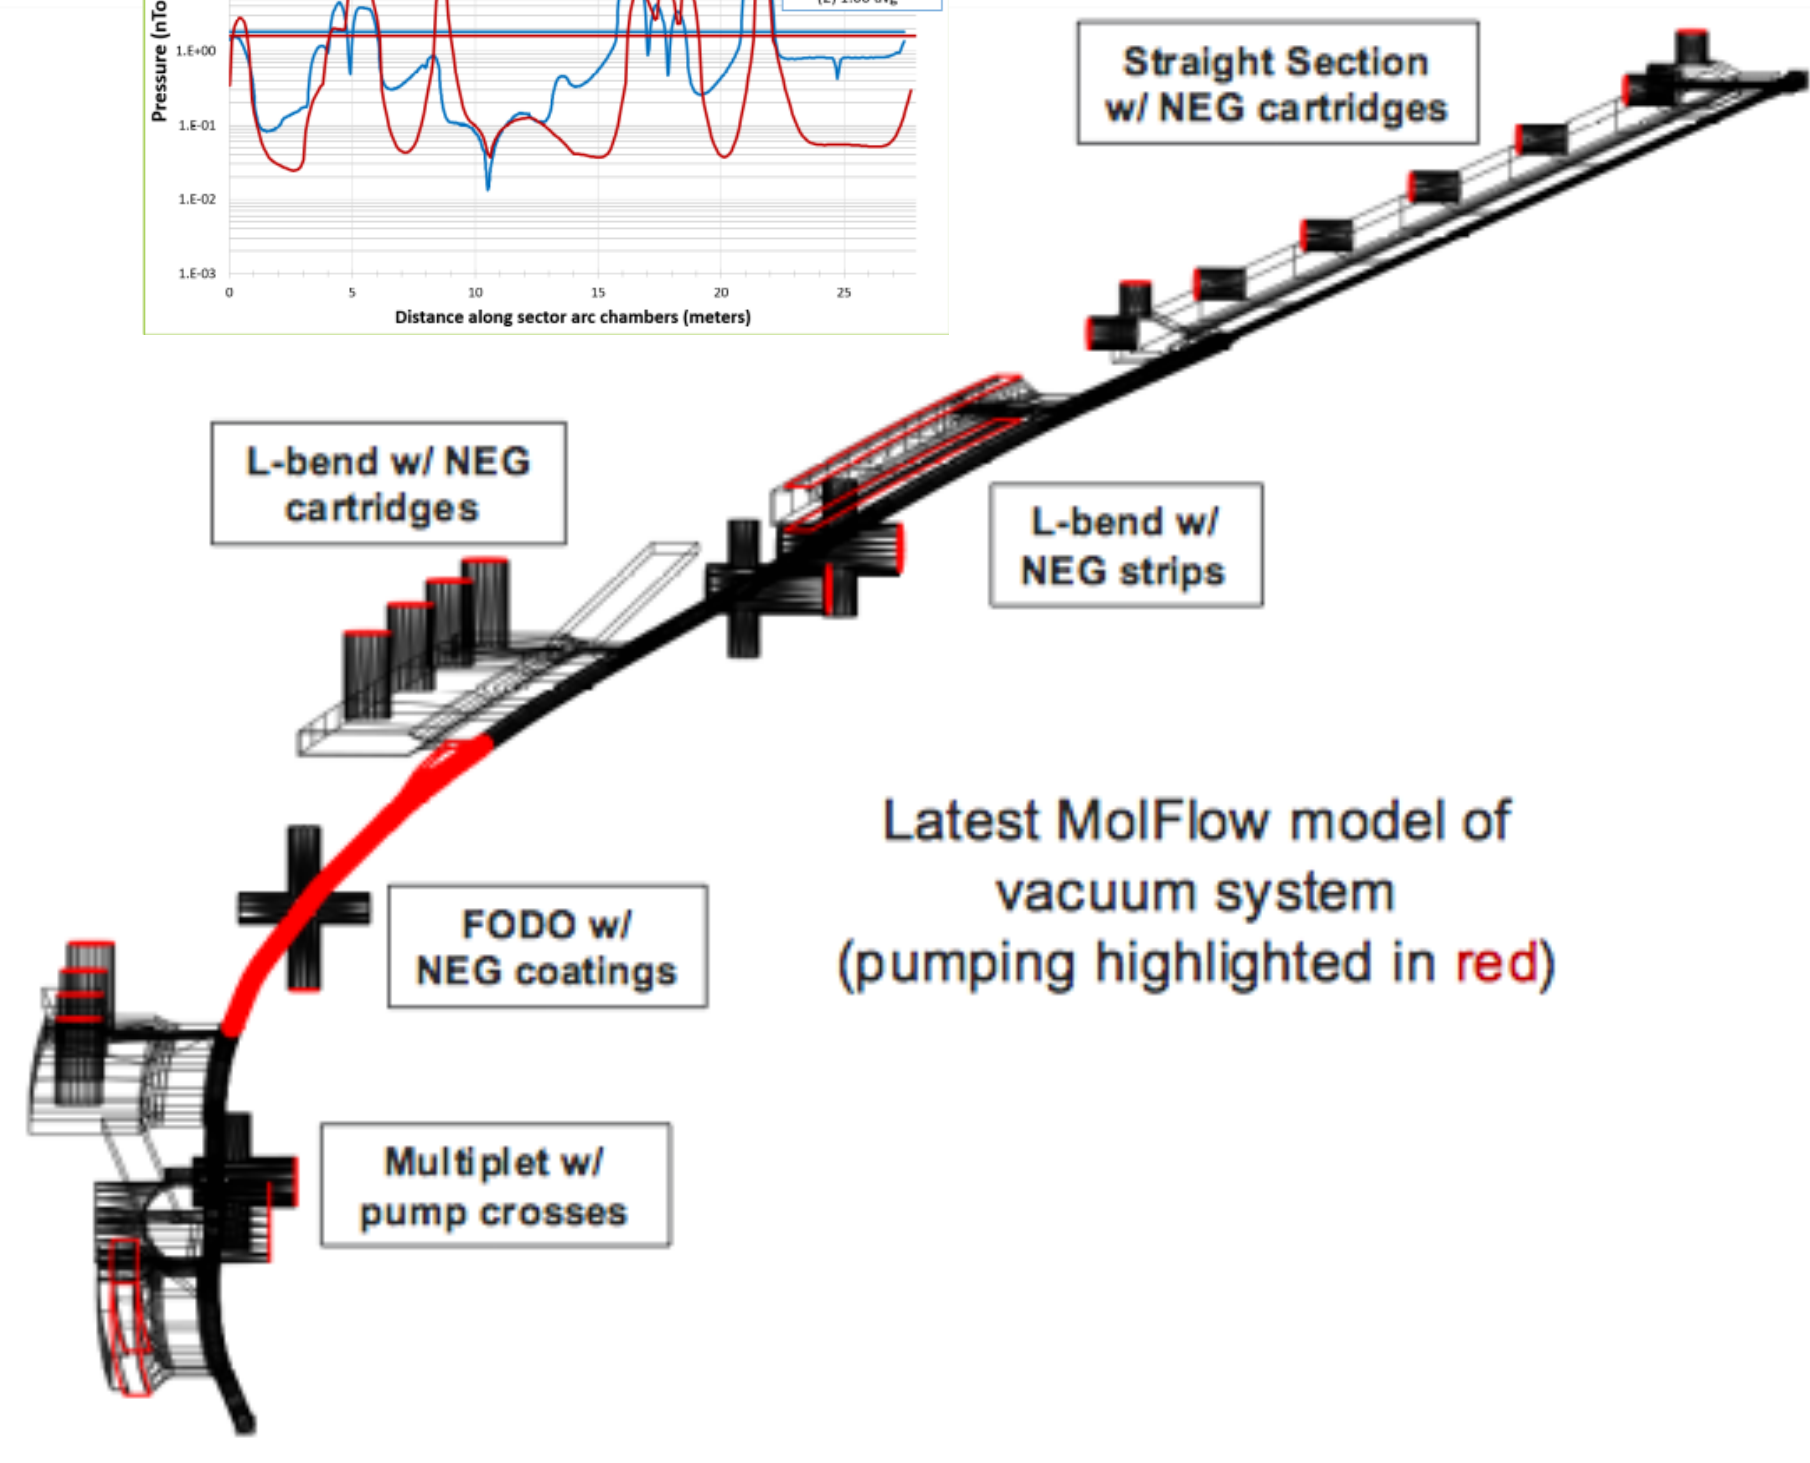 Pressure (nTo
1.E+00
1.E-01
1.E-02
1.E-03
0 5 10 15 20 25
Distance along sector arc chambers (meters)
Straight Section
w/ NEG cartridges
L-bend w/ NEG
cartridges
L-bend w/
NEG strips
FODO w/
NEG coatings
Latest MolFlow model of
vacuum system
(pumping highlighted in red)
Multiplet w/
pump crosses